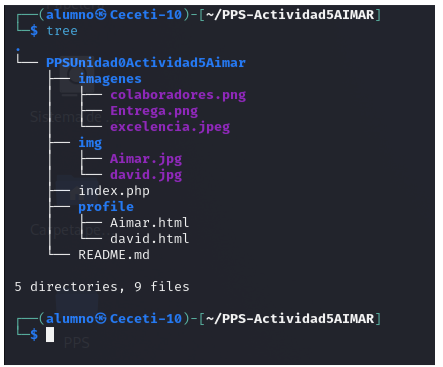 ┌──(alumno㉿Ceceti-10)-[~/PPS-Actividad5AIMAR]
└─$ tree
.
└── PPSUnidad0Actividad5Aimar
    ├── imagenes
    │   ├── colaboradores.png
    │   ├── Entrega.png
    │   └── excelencia.jpeg
    ├── img
    │   ├── Aimar.jpg
    │   └── david.jpg
    ├── index.php
    ├── profile
    │   ├── Aimar.html
    │   └── david.html
    └── README.md

5 directories, 9 files

┌──(alumno㉿Ceceti-10)-[~/PPS-Actividad5AIMAR]
└─$
PPS